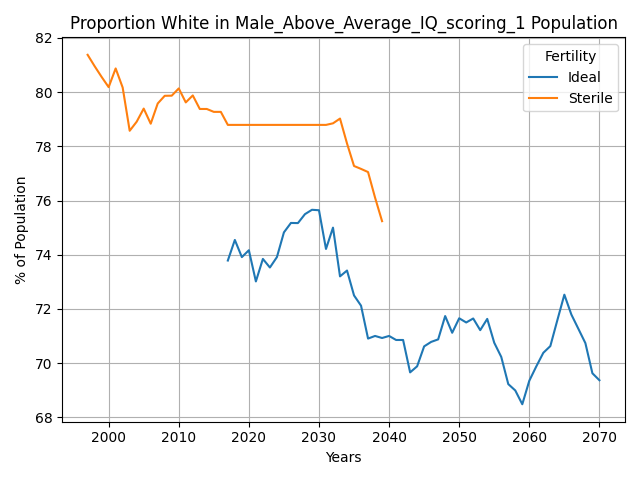 Proportion White in Male_Above_Average_IQ_scoring_1 Population
82
80
78
76
74
72
70
68
% of Population
Fertility
Ideal
Sterile
2000 2010 2020 2030 2040 2050 2060 2070
Years